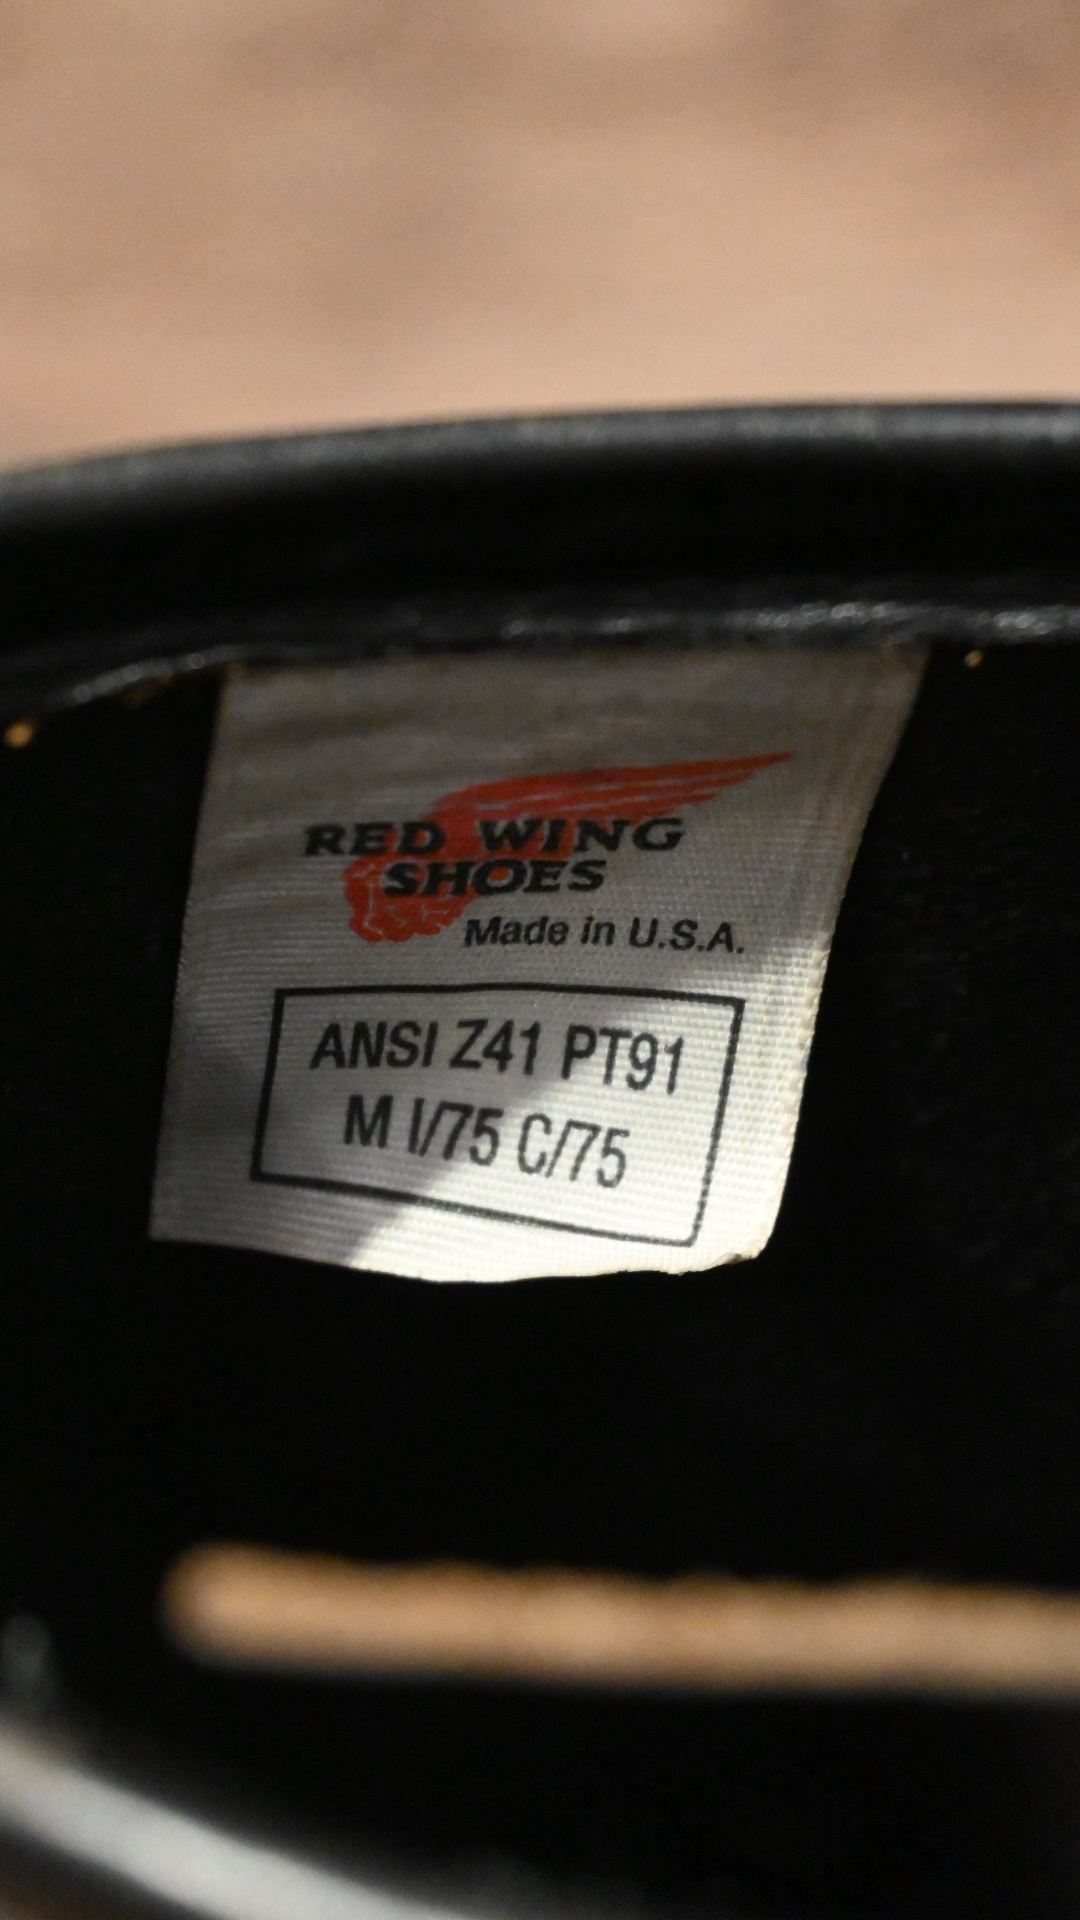 RED WING
SHOES
Made in U.S.A.
ANSI Z41 PT91
M I/75 C/75